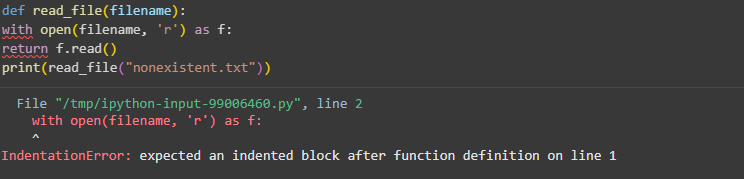 def read_file(filename):
with open(filename, 'r') as f:
return f.read()
print(read_file("nonexistent.txt"))
File "/tmp/ipython-input-99006460.py", line 2
with open(filename, 'r') as f:
^
IndentationError: expected an indented block after function definition on line 1